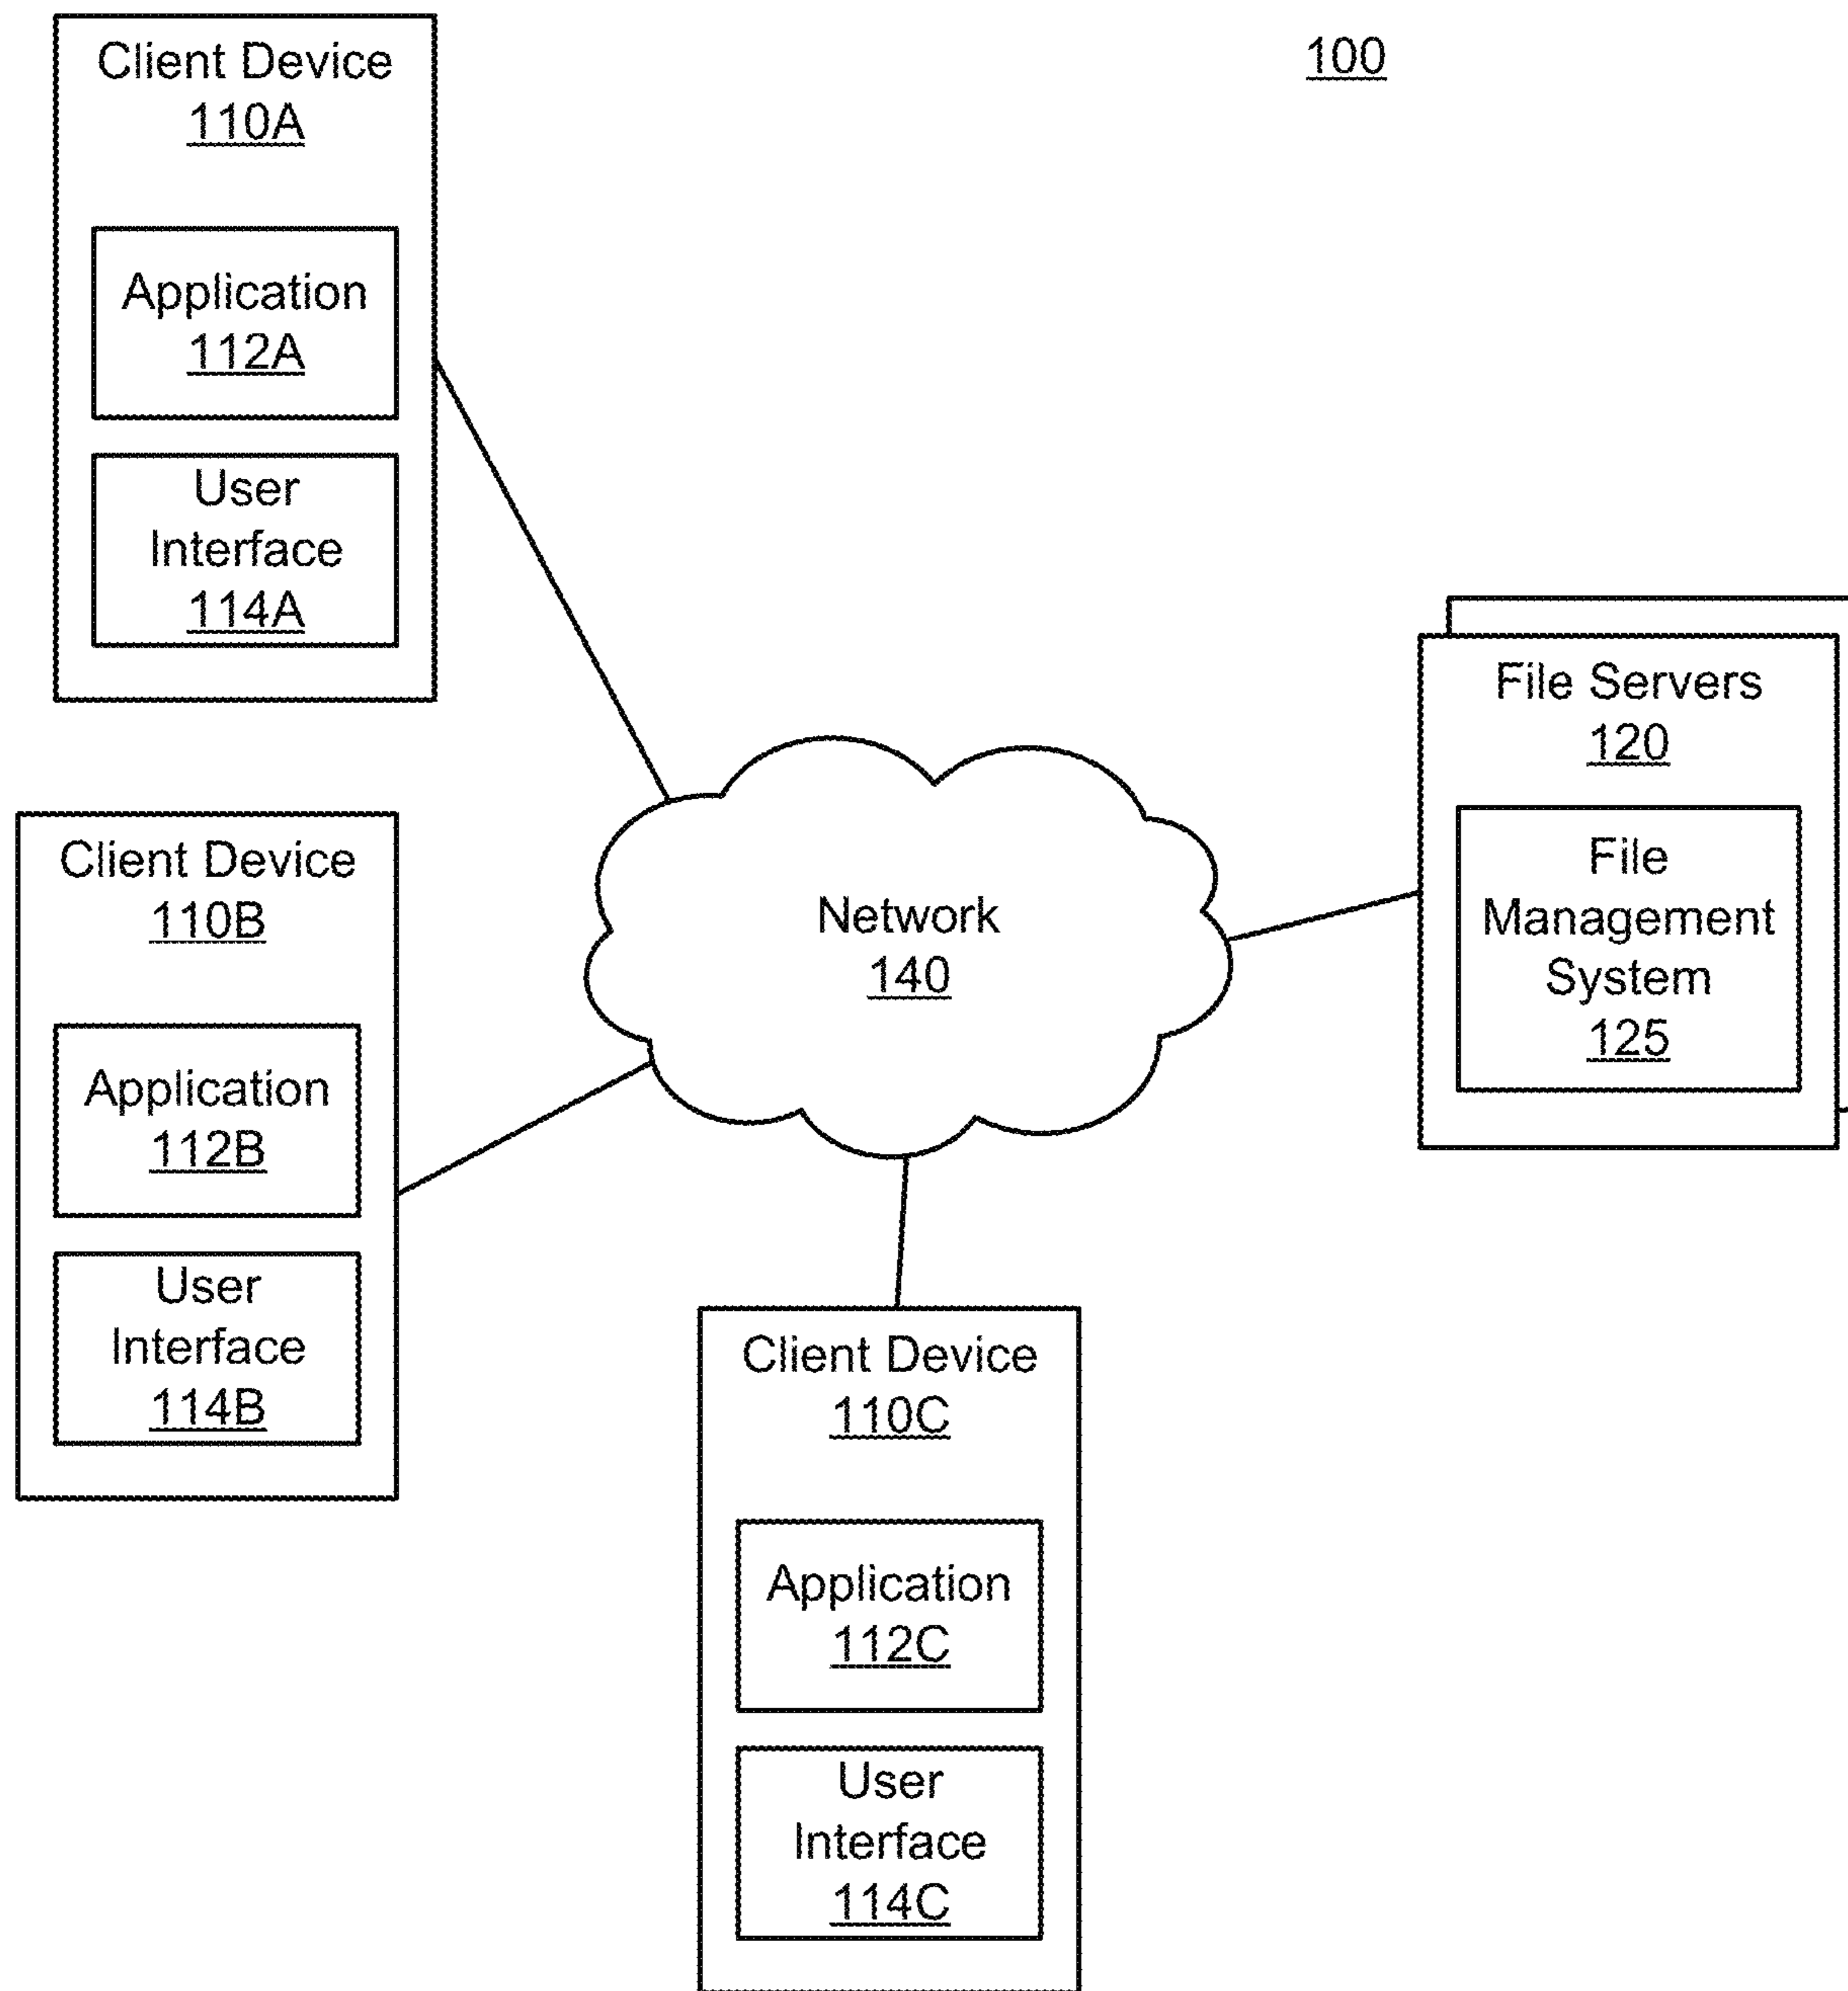 100
Client Device
110A
Application
112A
User
Interface
114A
Client Device
110B
Application
112B
User
Interface
114B
Network
140
File Servers
120
File
Management
System
125
Client Device
110C
Application
112C
User
Interface
114C